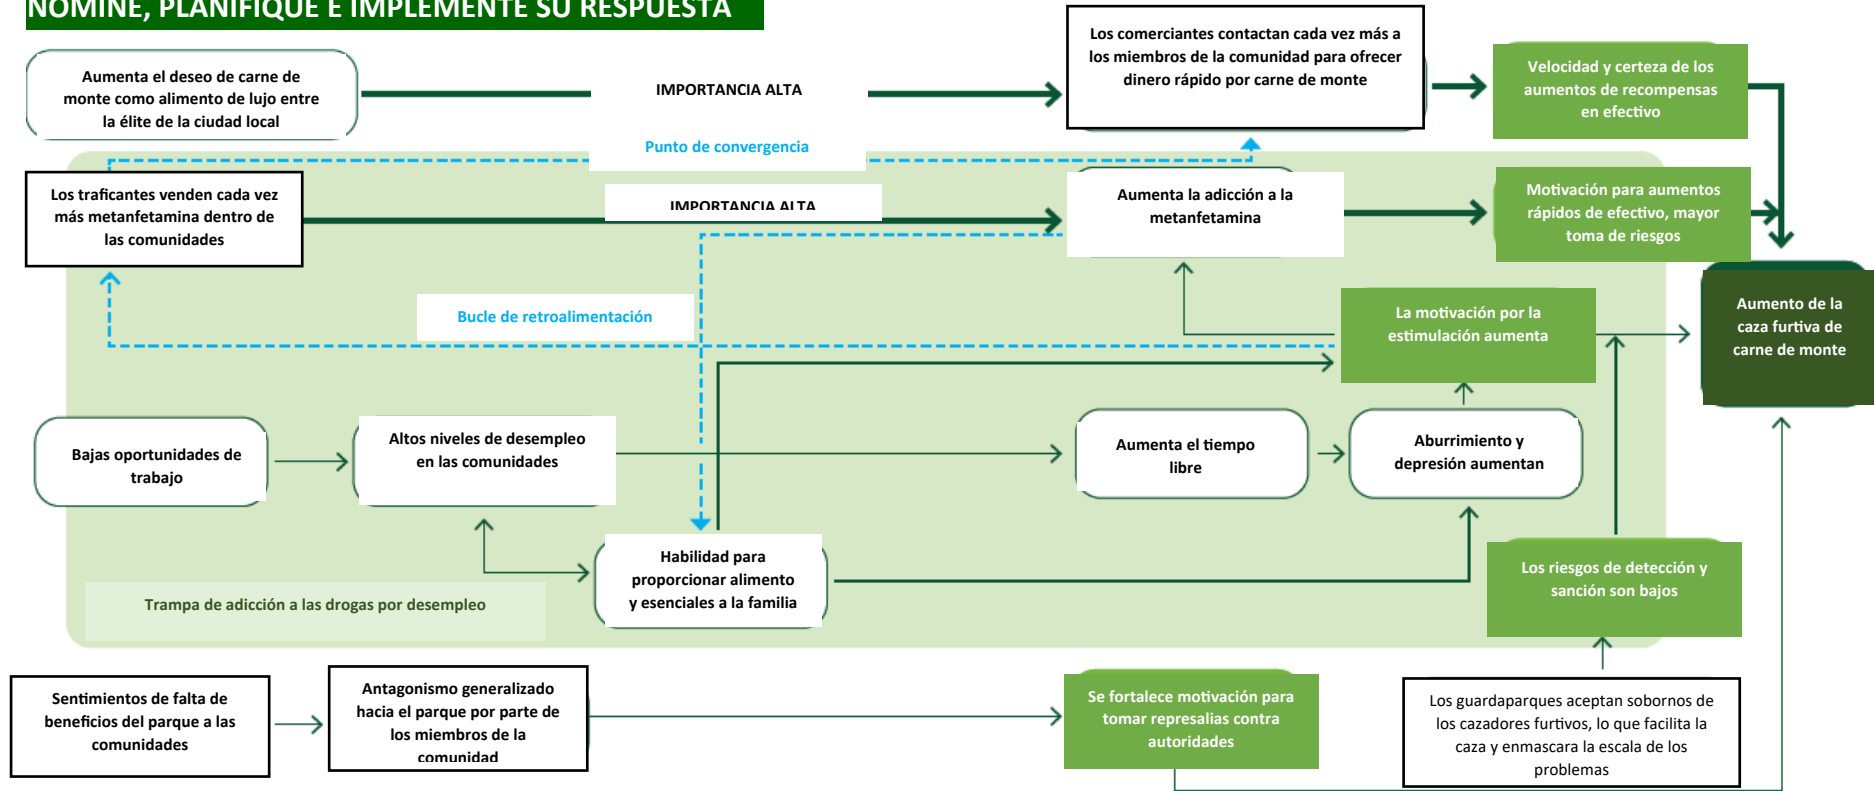 NOMINE, PLANIFIQUE E IMPLEMENTE SU RESPUESTA
Aumenta el deseo de carne de
monte como alimento de lujo entre
la élite de la ciudad local
IMPORTANCIA ALTA
Los comerciantes contactan cada vez más a
los miembros de la comunidad para ofrecer
dinero rápido por carne de monte
Velocidad y certeza de los
aumentos de recompensas
en efectivo
Punto de convergencia
Los traficantes venden cada vez
más metanfetamina dentro de
las comunidades
IMPORTANCIA ALTA
Aumenta la adicción a la
metanfetamina
Motivación para aumentos
rápidos de efectivo, mayor
toma de riesgos
Bucle de retroalimentación
La motivación por la
estimulación aumenta
Aumento de la
caza furtiva de
carne de monte
Bajas oportunidades de
trabajo
Altos niveles de desempleo
en las comunidades
Aumenta el tiempo
libre
Aburrimiento y
depresión aumentan
Habilidad para
proporcionar alimento
y esenciales a la familia
Los riesgos de detección y
sanción son bajos
Trampa de adicción a las drogas por desempleo
Sentimientos de falta de
beneficios del parque a las
comunidades
Antagonismo generalizado
hacia el parque por parte de
los miembros de la
comunidad
Se fortalece motivación para
tomar represalias contra
autoridades
Los guardaparques aceptan sobornos de
los cazadores furtivos, lo que facilita la
caza y enmascara la escala de los
problemas